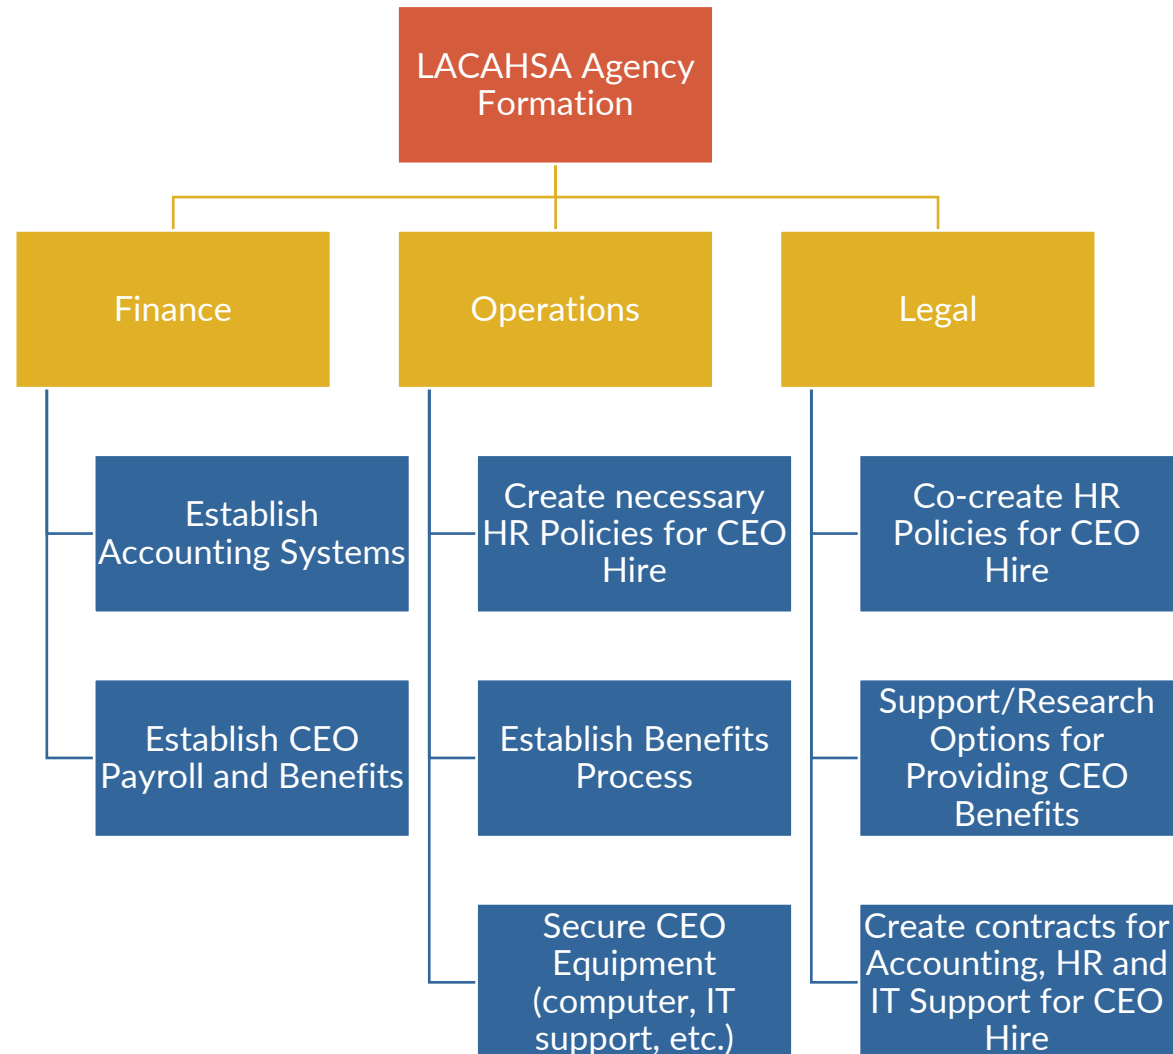 LACAHSA Agency
Formation
Finance
Operations
Legal
Establish
Accounting Systems
Create necessary
HR Policies for CEO
Hire
Co-create HR
Policies for CEO
Hire
Establish CEO
Payroll and Benefits
Establish Benefits
Process
Support/Research
Options for
Providing CEO
Benefits
Secure CEO
Equipment
(computer, IT
support, etc.)
Create contracts for
Accounting, HR and
IT Support for CEO
Hire